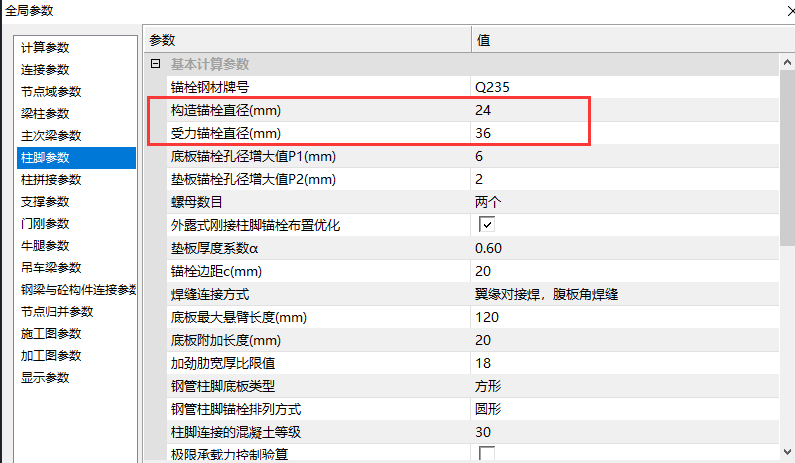 全局参数
计算参数
连接参数
节点域参数
梁柱参数
主次梁参数
柱脚参数
柱拼接参数
支撑参数
门刚参数
牛腿参数
吊车梁参数
钢梁与砼构件连接参数
节点归并参数
施工图参数
加工图参数
显示参数
参数 值
基本计算参数
锚栓钢材牌号 Q235
构造锚栓直径(mm) 24
受力锚栓直径(mm) 36
底板锚栓孔径增大值P1(mm) 6
垫板锚栓孔径增大值P2(mm) 2
螺母数目 两个
外露式刚接柱脚锚栓布置优化
垫板厚度系数α 0.60
锚栓边距c(mm) 20
焊缝连接方式 翼缘对接焊，腹板角焊缝
底板最大悬臂长度(mm) 120
底板附加长度(mm) 20
加劲肋宽厚比限值 18
钢管柱脚底板类型 方形
钢管柱脚锚栓排列方式 圆形
柱脚连接的混凝土等级 30
极限承载力控制验算